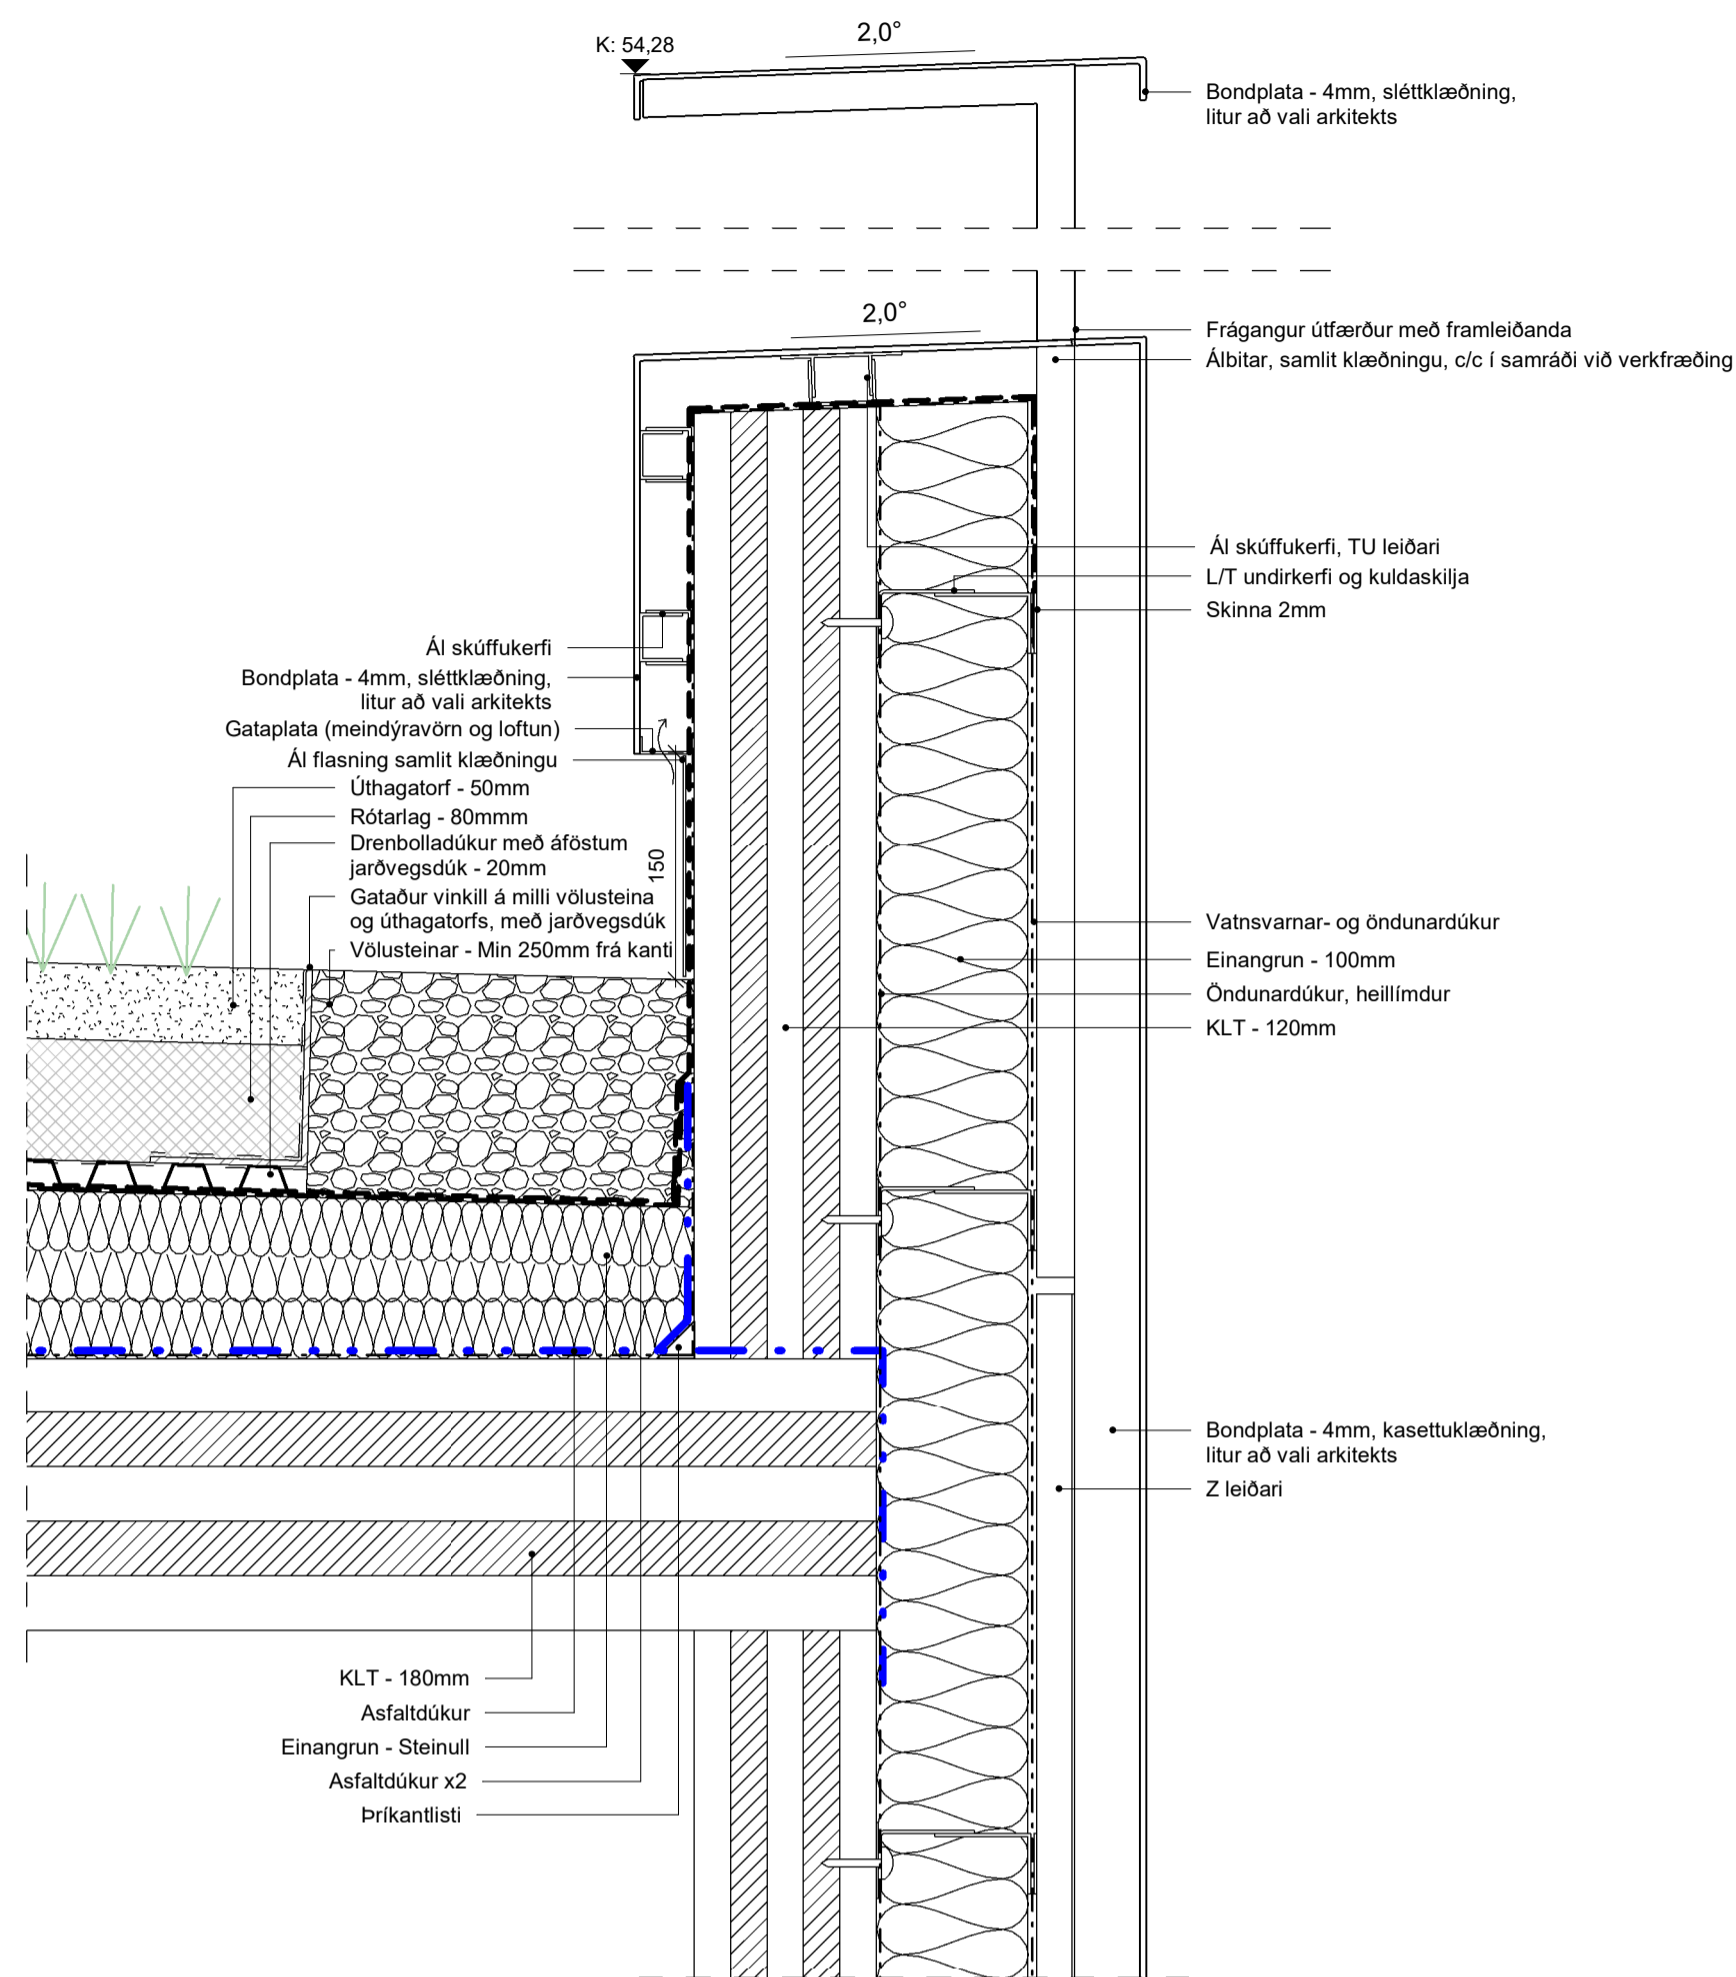 2,0°
K: 54,28
Bondplata - 4mm, sléttklæðning,
litur að vali arkitekts
2,0°
Frágangur útfærður með framleiðanda
Álbitar, samlit klæðningu, c/c í samráði við verkfræðing
Ál skúffukerfi, TU leiðari
L/T undirkerfi og kuldaskilja
Skinna 2mm
Ál skúffukerfi
Bondplata - 4mm, sléttklæðning,
litur að vali arkitekts
Gataplata (meindýravörn og loftun)
Ál flasning samlit klæðningu
Úthagatorf - 50mm
Rótarlag - 80mmm
Drenbolladúkur með áföstum
jarðvegsdúk - 20mm
150
Gataður vinkill á milli völusteina
og úthagatorfs, með jarðvegsdúk
Völusteinar - Min 250mm frá kanti
Vatnsvarnar- og öndunardúkur
Einangrun - 100mm
Öndunardúkur, heillímdur
KLT - 120mm
Bondplata - 4mm, kasettuklæðning,
litur að vali arkitekts
Z leiðari
KLT - 180mm
Asfaltdúkur
Einangrun - Steinull
Asfaltdúkur x2
Þríkantlisti